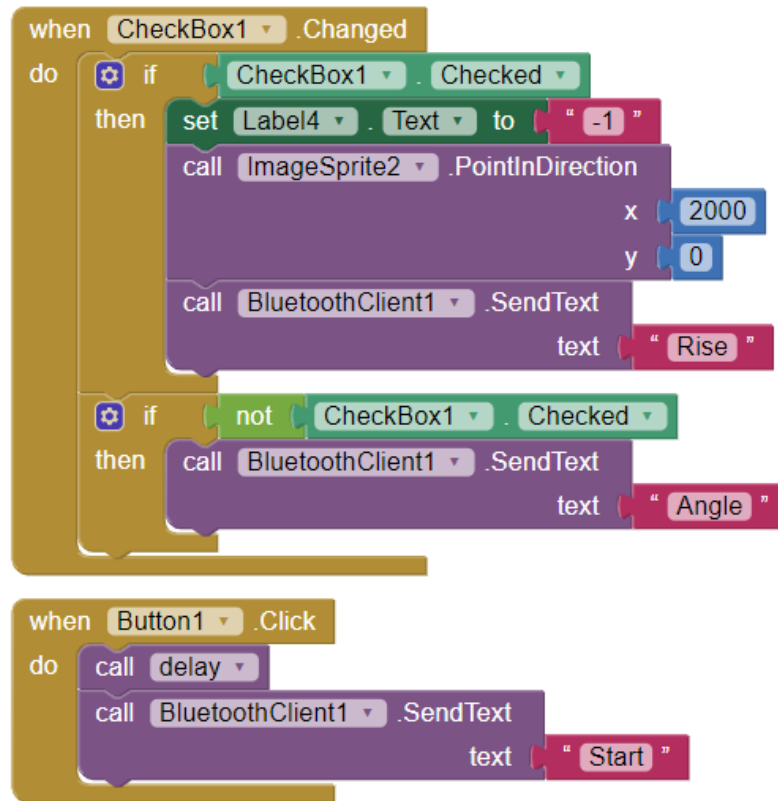 when CheckBox1 .Changed
do if CheckBox1 . Checked
then set Label4 . Text to " -1 "
call ImageSprite2 .PointInDirection
x 2000
y 0
call BluetoothClient1 .SendText
text " Rise "
if not CheckBox1 . Checked
then call BluetoothClient1 .SendText
text " Angle "
when Button1 .Click
do call delay
call BluetoothClient1 .SendText
text " Start "